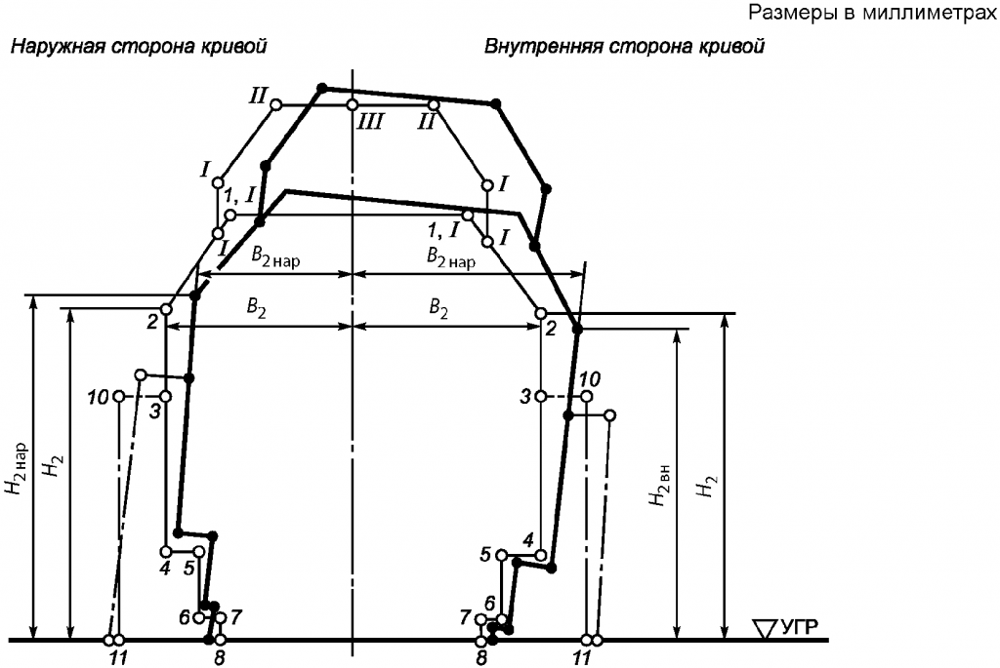 Размеры в миллиметрах
Наружная сторона кривой
Внутренняя сторона кривой
II
III
II
I
I
1, I
1, I
I
I
B2 нар
B2 нар
B2
B2
2
2
10
3
3
10
H2 нар
H2
H2 вн
H2
4
5
5
4
6
7
7
6
УГР
11
8
8
11